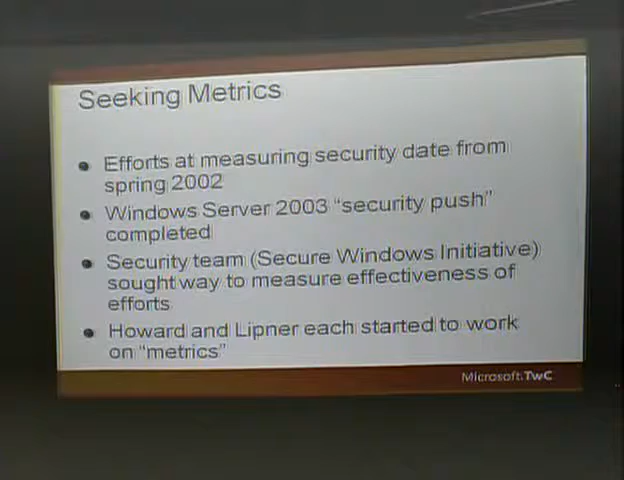 Seeking Metrics
Efforts at measuring security date from
spring 2002
Windows Server 2003 “security push”
completed
Security team (Secure Windows Initiative)
sought way to measure effectiveness of
efforts
Howard and Lipner each started to work
on “metrics”
Microsoft TwC